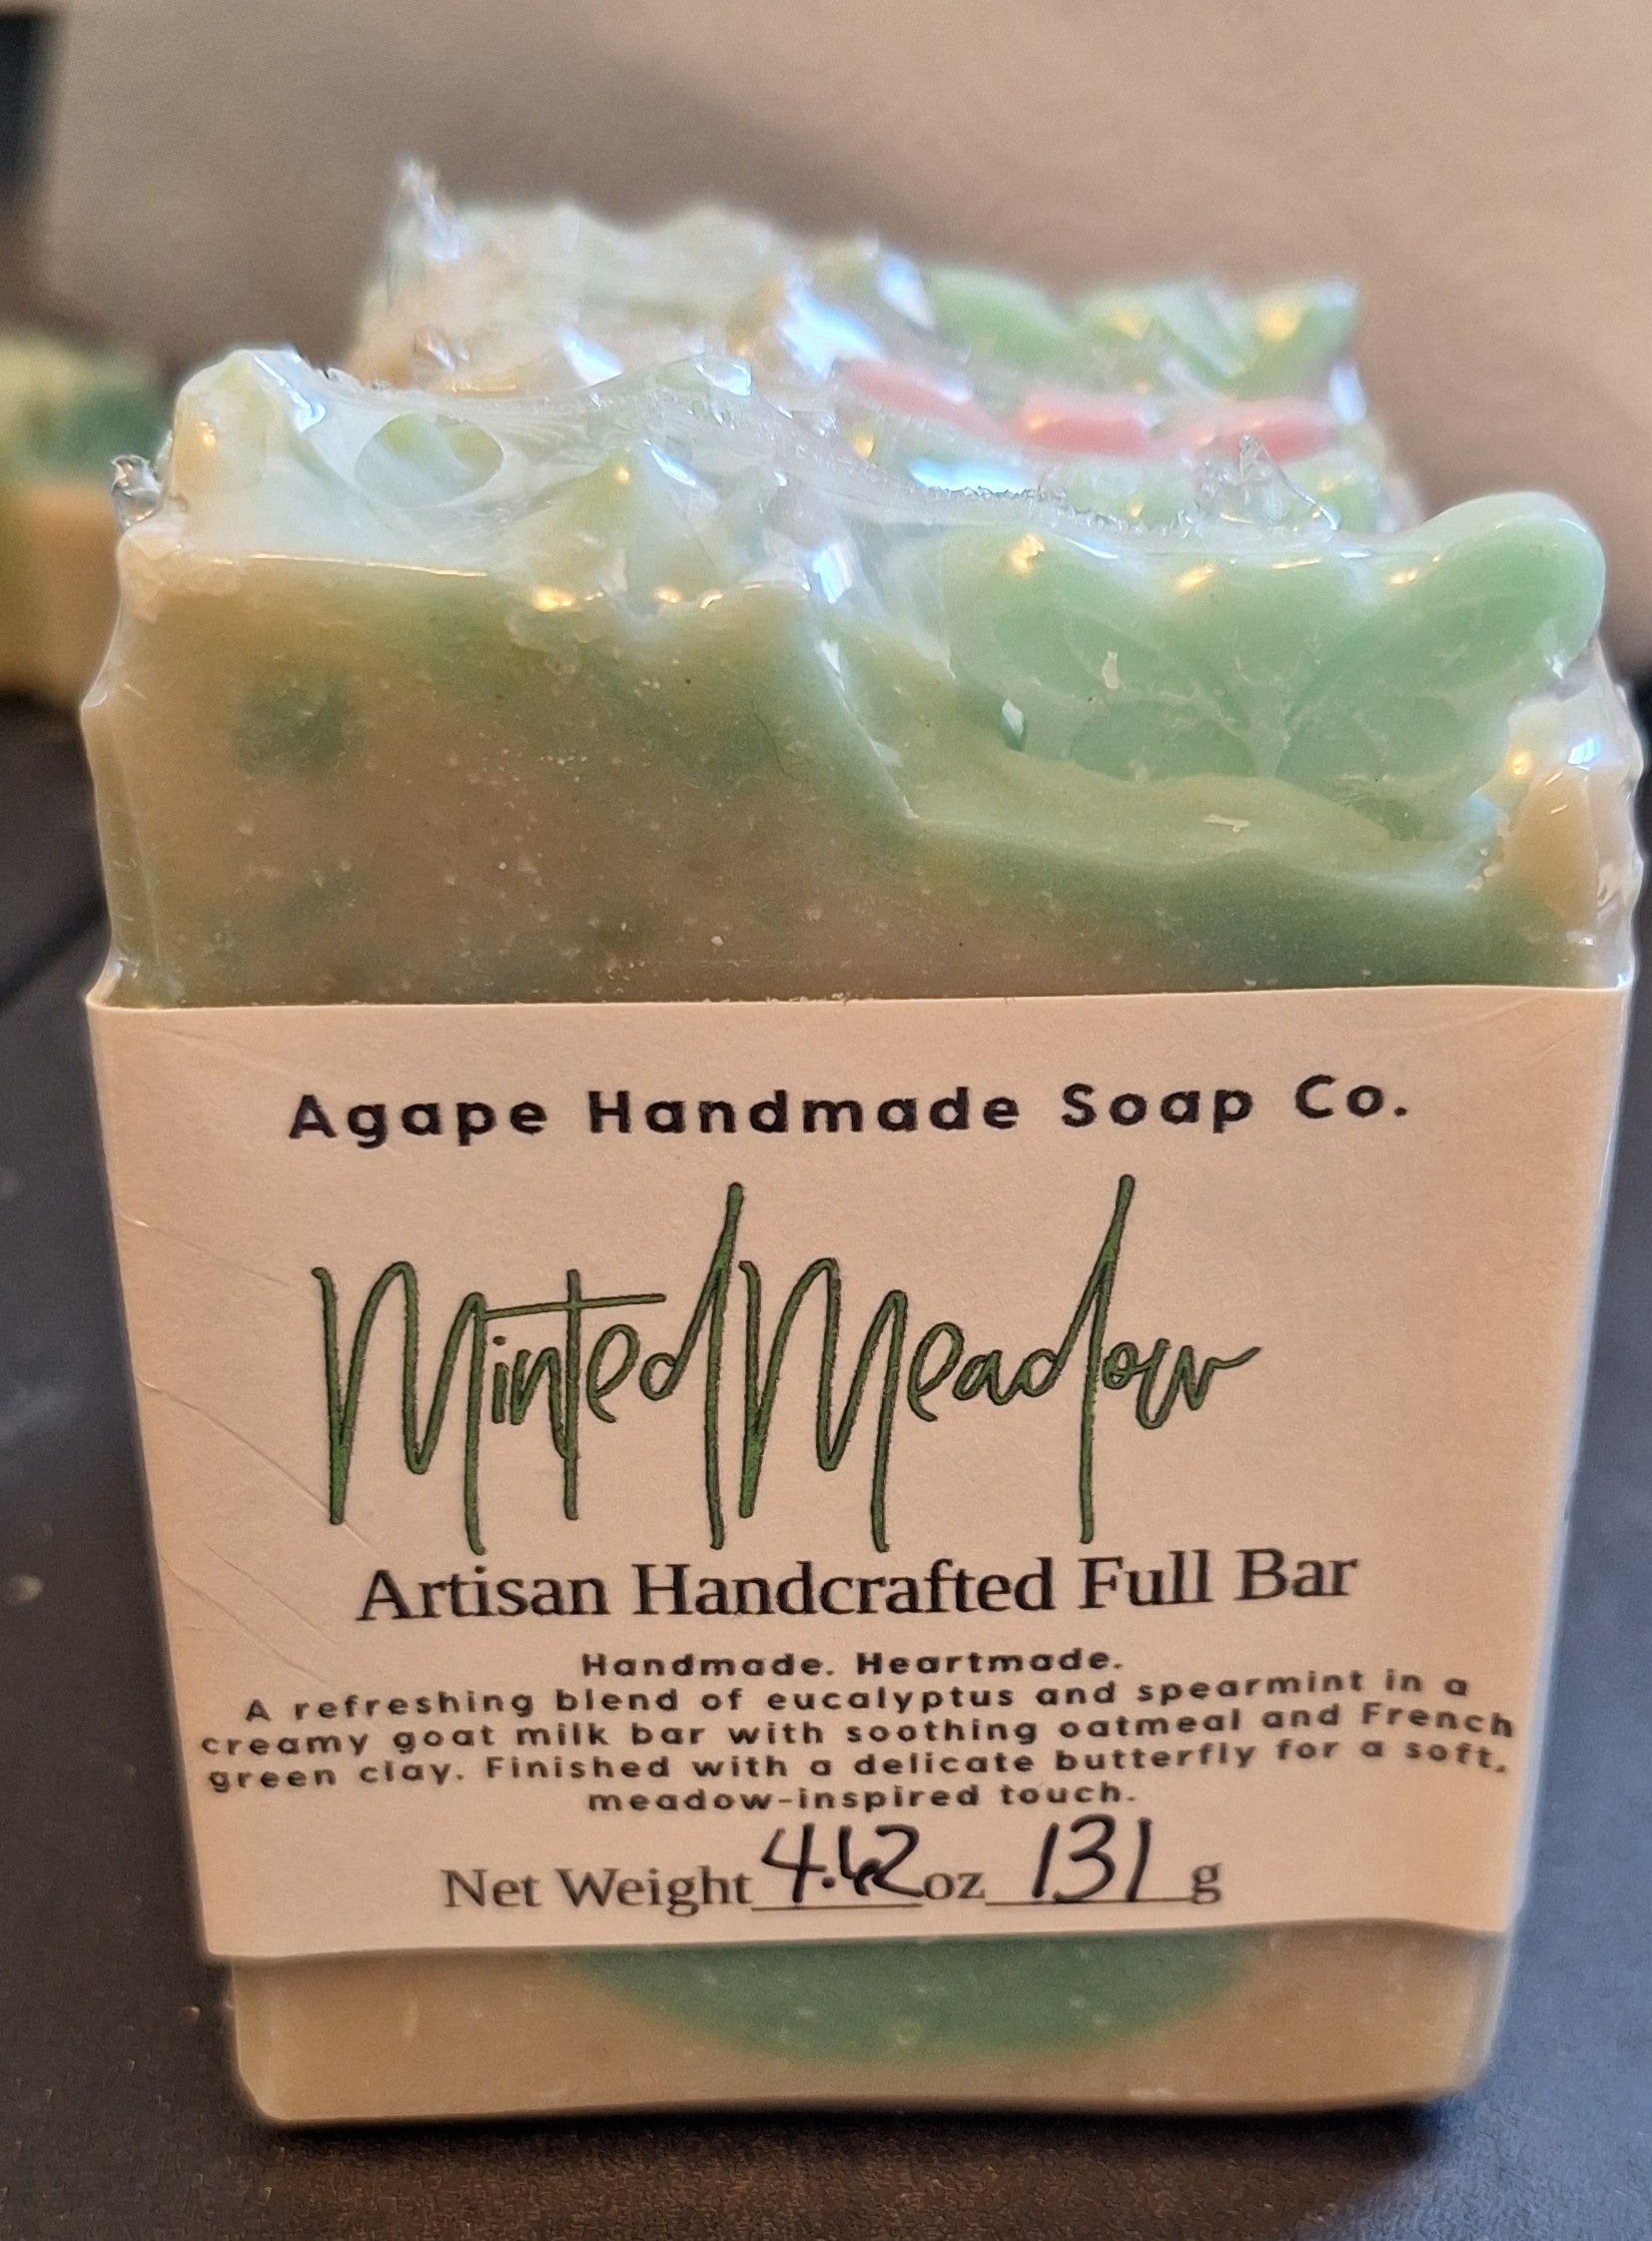 Agape Handmade Soap Co.
Minted Meadow
Artisan Handcrafted Full Bar
Handmade. Heartmade.
A refreshing blend of eucalyptus and spearmint in a
creamy goat milk bar with soothing oatmeal and French
green clay. Finished with a delicate butterfly for a soft,
meadow-inspired touch.
Net Weight 4.62 oz 131 g